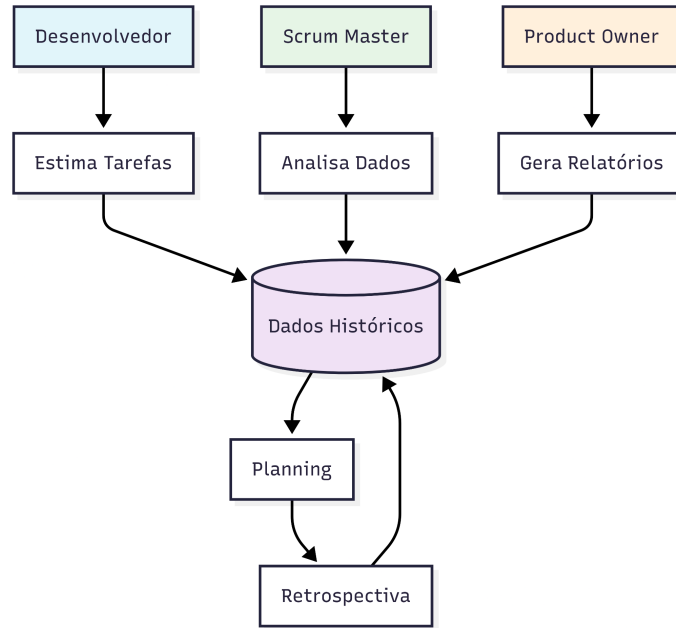 Desenvolvedor
Scrum Master
Product Owner
Estima Tarefas
Analisa Dados
Gera Relatórios
Dados Históricos
Planning
Retrospectiva